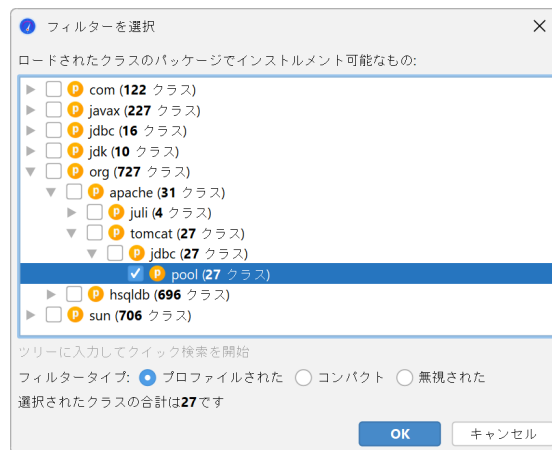 フィルターを選択
ロードされたクラスのパッケージでインストルメント可能なもの:
com (122 クラス)
javax (227 クラス)
jdbc (16 クラス)
jdk (10 クラス)
org (727 クラス)
apache (31 クラス)
juli (4 クラス)
tomcat (27 クラス)
jdbc (27 クラス)
pool (27 クラス)
hsqldb (696 クラス)
sun (706 クラス)
ツリーに入力してクイック検索を開始
フィルタータイプ: プロファイルされた コンパクト 無視された
選択されたクラスの合計は27です
OK キャンセル